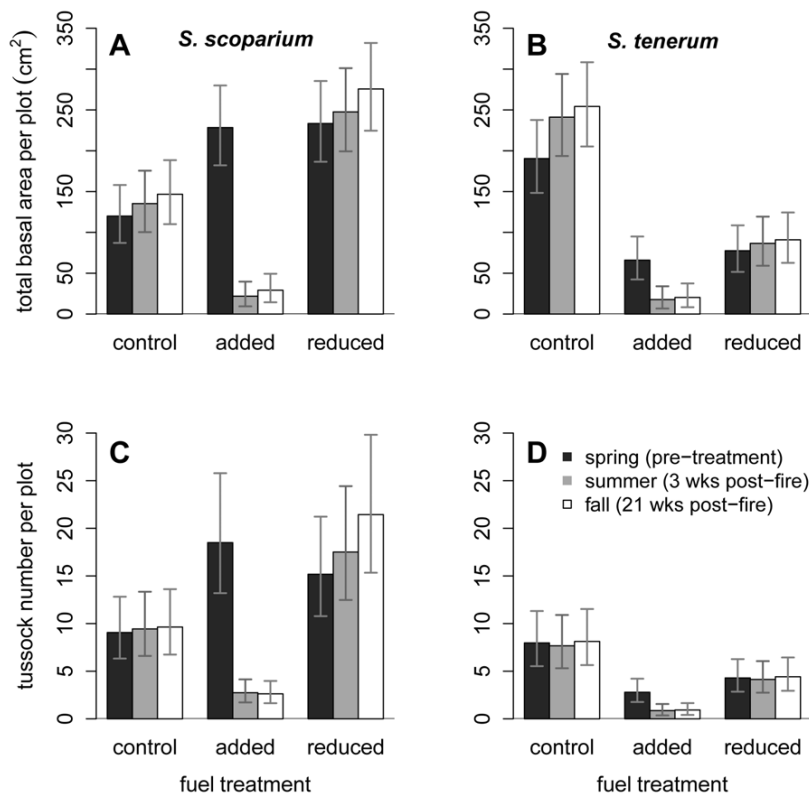 A
S. scoparium
total basal area per plot (cm²)
350
250
150
50
0
control added reduced
B
S. tenerum
350
250
150
50
0
control added reduced
C
tussock number per plot
30
25
20
15
10
5
0
control added reduced
fuel treatment
D
spring (pre−treatment)
summer (3 wks post−fire)
fall (21 wks post−fire)
30
25
20
15
10
5
0
control added reduced
fuel treatment